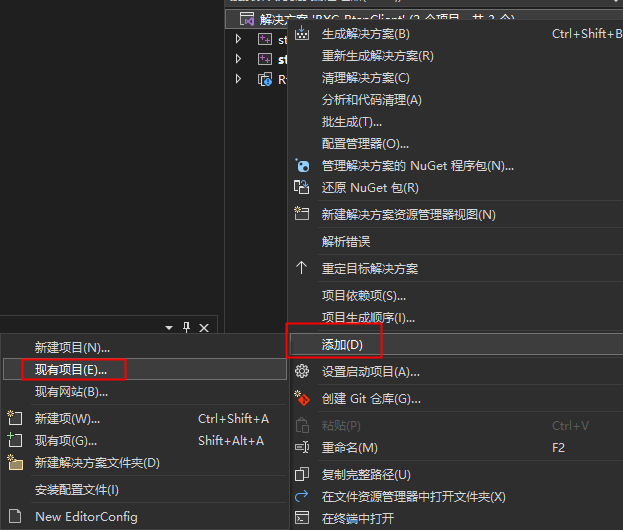 解决方案
st
生成解决方案(B) Ctrl+Shift+B
st
重新生成解决方案(R)
R
清理解决方案(C)
分析和代码清理(A)
批生成(T)...
配置管理器(O)...
管理解决方案的 NuGet 程序包(N)...
还原 NuGet 包(R)
新建解决方案资源管理器视图(N)
解析错误
重定目标解决方案
项目依赖项(S)...
项目生成顺序(I)...
添加(D)
设置启动项目(A)...
创建 Git 仓库(G)...
粘贴(P) Ctrl+V
重命名(M) F2
复制完整路径(U)
在文件资源管理器中打开文件夹(X)
在终端中打开
新建项目(N)...
现有项目(E)...
现有网站(B)...
新建项(W)... Ctrl+Shift+A
现有项(G)... Shift+Alt+A
新建解决方案文件夹(D)
安装配置文件(I)
New EditorConfig